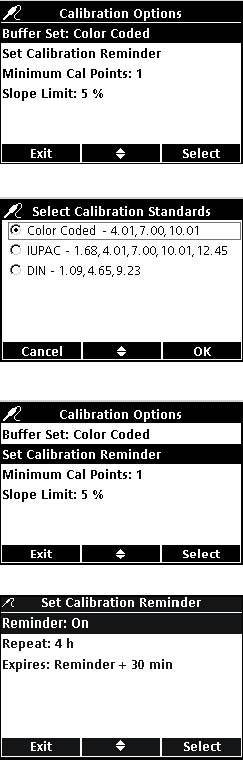 Calibration Options
Buffer Set: Color Coded
Set Calibration Reminder
Minimum Cal Points: 1
Slope Limit: 5 %
Exit Select
Select Calibration Standards
Color Coded - 4.01,7.00,10.01
IUPAC - 1.68,4.01,7.00,10.01,12.45
DIN - 1.09,4.65,9.23
Cancel OK
Calibration Options
Buffer Set: Color Coded
Set Calibration Reminder
Minimum Cal Points: 1
Slope Limit: 5 %
Exit Select
Set Calibration Reminder
Reminder: On
Repeat: 4 h
Expires: Reminder + 30 min
Exit Select